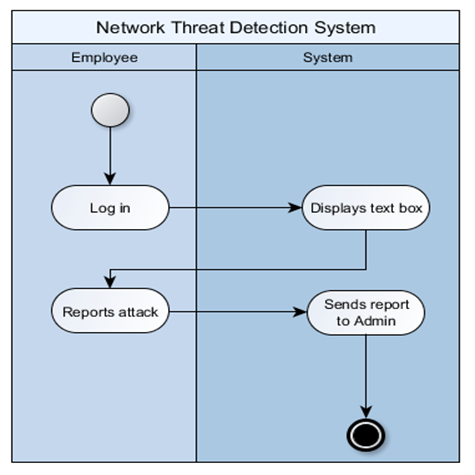 Network Threat Detection System
Employee
System
Log in
Displays text box
Reports attack
Sends report
to Admin